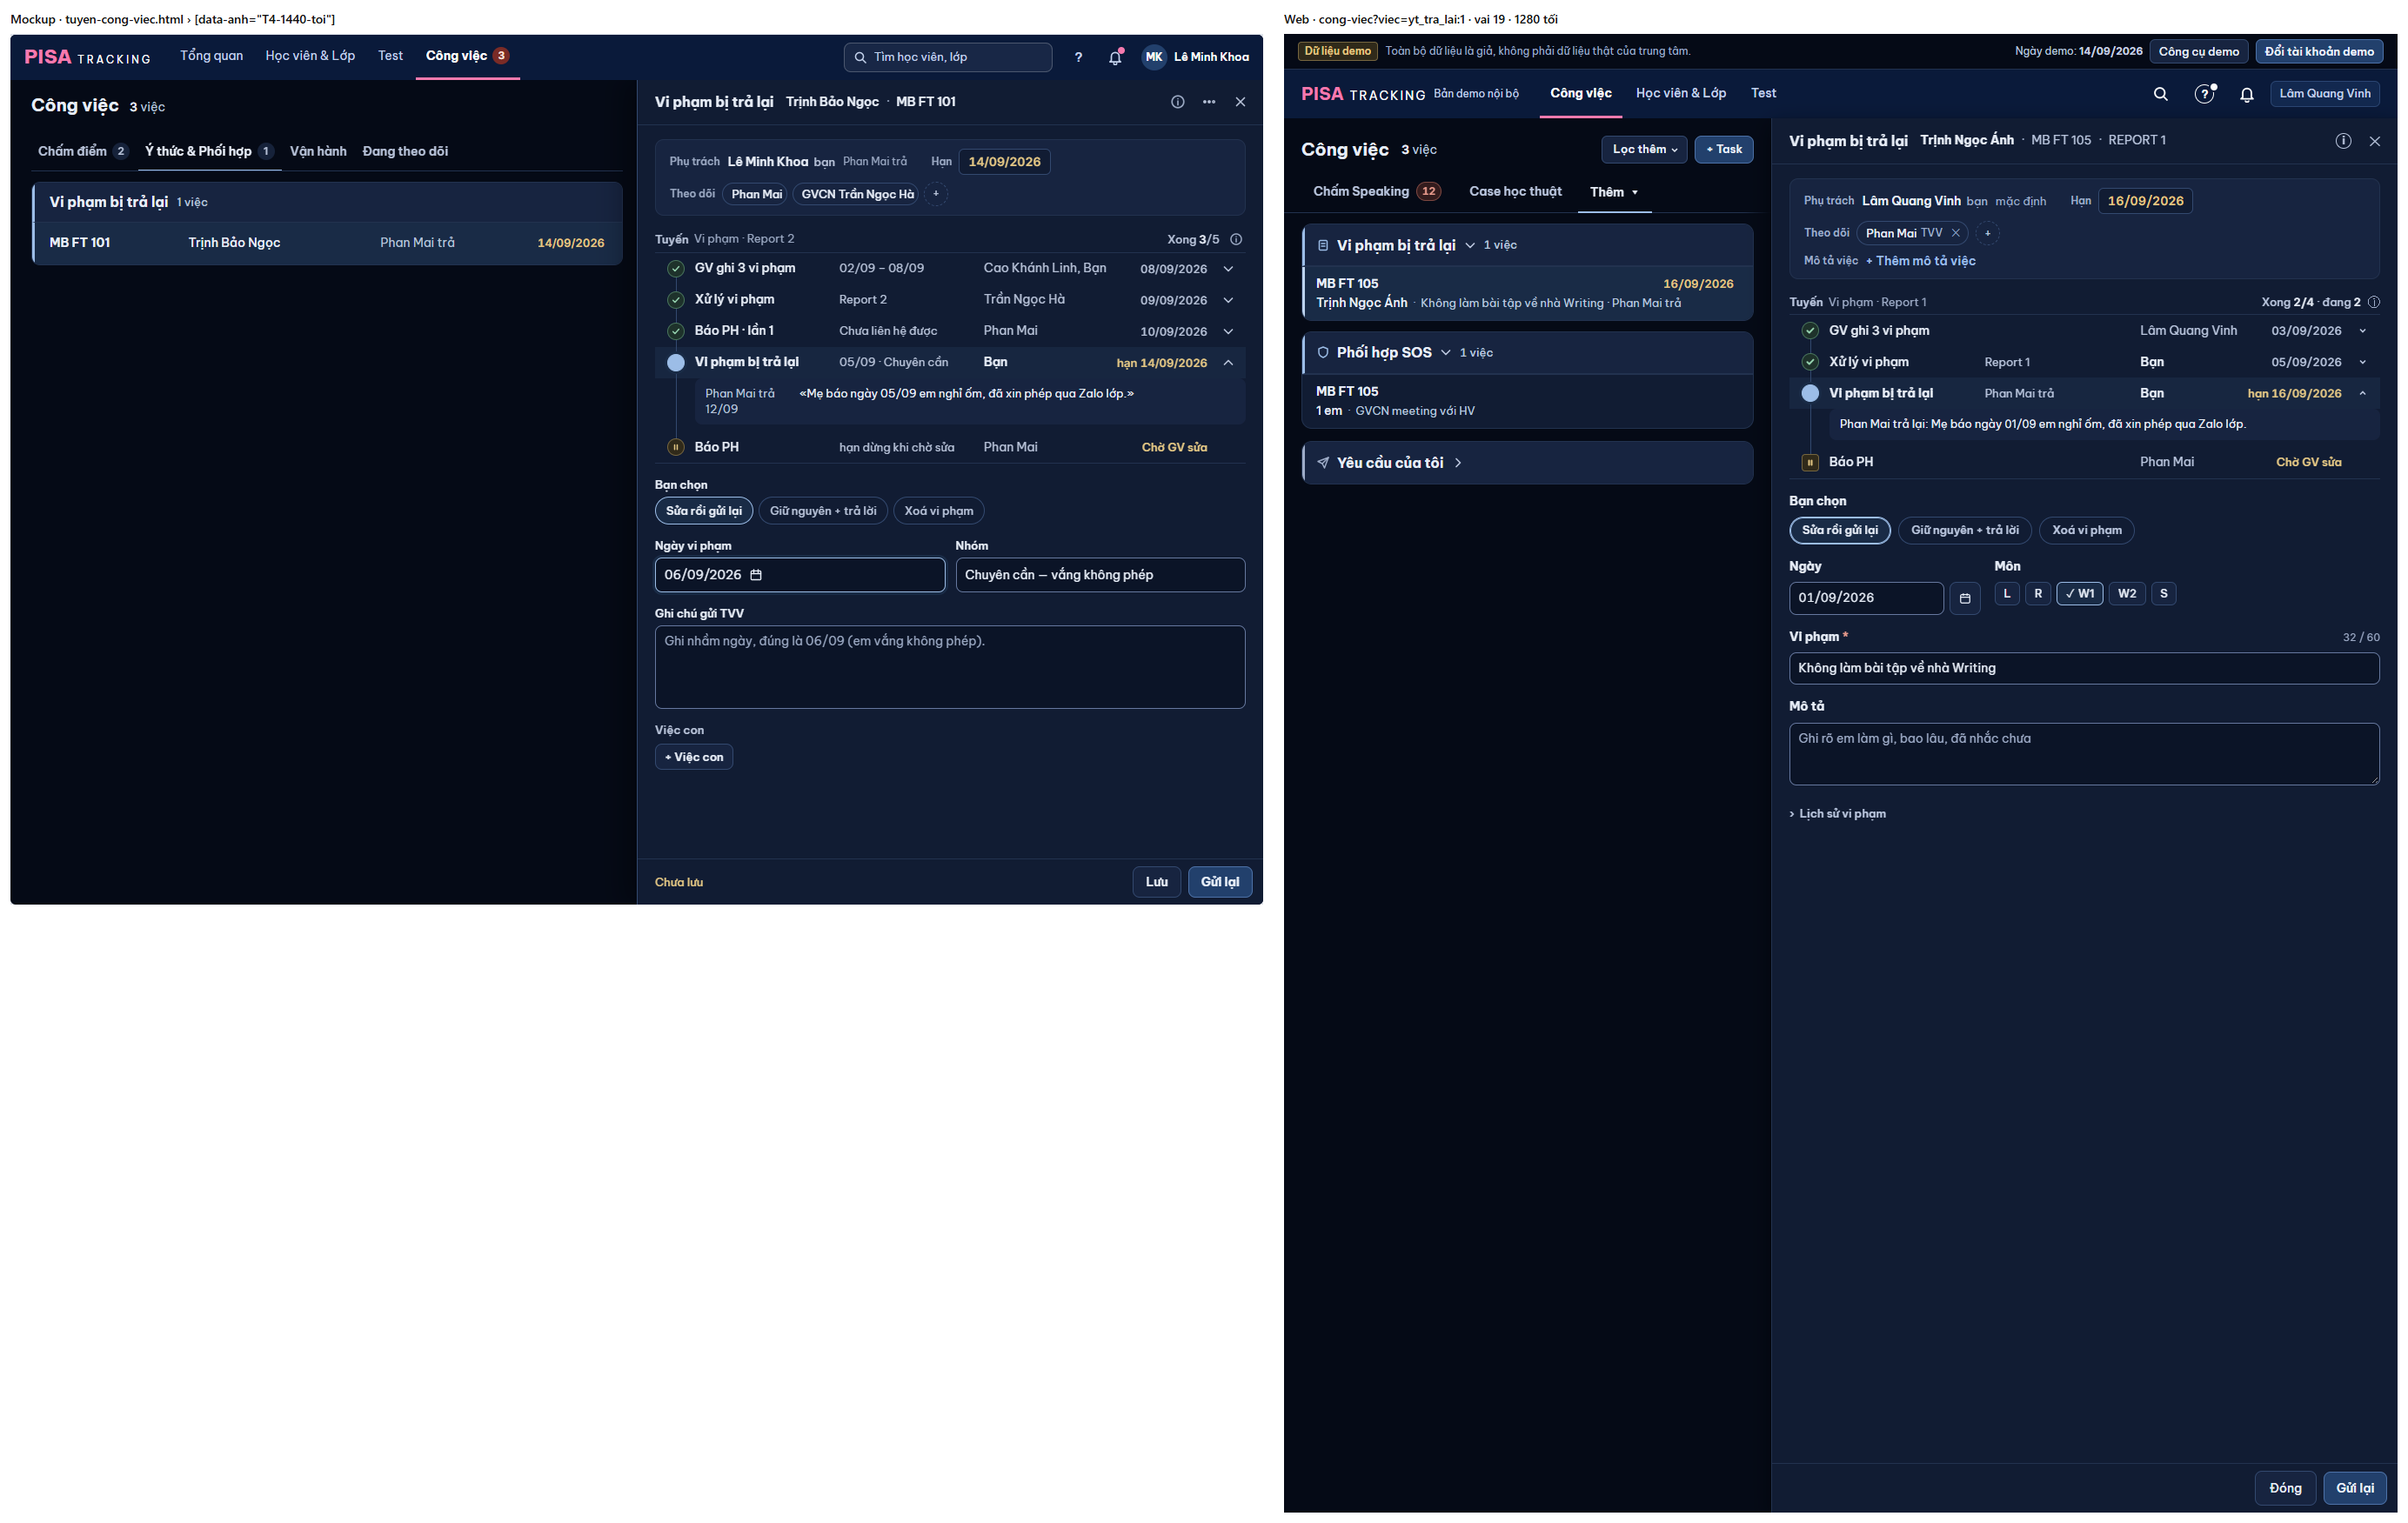 Mockup · tuyen-cong-viec.html › [data-anh="T4-1440-toi"]
PISA TRACKING Tổng quan Học viên & Lớp Test Công việc 3 Tìm học viên, lớp ? MK Lê Minh Khoa
Công việc 3 việc
Chấm điểm 2 Ý thức & Phối hợp 1 Vận hành Đang theo dõi
Vi phạm bị trả lại 1 việc
MB FT 101 Trịnh Bảo Ngọc Phan Mai trả 14/09/2026
Vi phạm bị trả lại Trịnh Bảo Ngọc · MB FT 101
Phụ trách Lê Minh Khoa bạn Phan Mai trả Hạn 14/09/2026
Theo dõi Phan Mai GVCN Trần Ngọc Hà +
Tuyến Vi phạm · Report 2 Xong 3/5
GV ghi 3 vi phạm 02/09 – 08/09 Cao Khánh Linh, Bạn 08/09/2026
Xử lý vi phạm Report 2 Trần Ngọc Hà 09/09/2026
Báo PH · lần 1 Chưa liên hệ được Phan Mai 10/09/2026
Vi phạm bị trả lại 05/09 · Chuyên cần Bạn hạn 14/09/2026
Phan Mai trả «Mẹ báo ngày 05/09 em nghỉ ốm, đã xin phép qua Zalo lớp.»
12/09
Báo PH hạn dừng khi chờ sửa Phan Mai Chờ GV sửa
Bạn chọn
Sửa rồi gửi lại Giữ nguyên + trả lời Xoá vi phạm
Ngày vi phạm Nhóm
06/09/2026 Chuyên cần — vắng không phép
Ghi chú gửi TVV
Ghi nhầm ngày, đúng là 06/09 (em vắng không phép).
Việc con
+ Việc con
Chưa lưu Lưu Gửi lại
Web · cong-viec?viec=yt_tra_lai:1 · vai 19 · 1280 tối
Dữ liệu demo Toàn bộ dữ liệu là giả, không phải dữ liệu thật của trung tâm. Ngày demo: 14/09/2026 Công cụ demo Đổi tài khoản demo
PISA TRACKING Bản demo nội bộ Công việc Học viên & Lớp Test ? Lâm Quang Vinh
Công việc 3 việc Lọc thêm + Task
Chấm Speaking 12 Case học thuật Thêm
Vi phạm bị trả lại 1 việc
MB FT 105 16/09/2026
Trịnh Ngọc Ánh · Không làm bài tập về nhà Writing · Phan Mai trả
Phối hợp SOS 1 việc
MB FT 105
1 em · GVCN meeting với HV
Yêu cầu của tôi
Vi phạm bị trả lại Trịnh Ngọc Ánh · MB FT 105 · REPORT 1
Phụ trách Lâm Quang Vinh bạn mặc định Hạn 16/09/2026
Theo dõi Phan Mai TVV +
Mô tả việc + Thêm mô tả việc
Tuyến Vi phạm · Report 1 Xong 2/4 · đang 2
GV ghi 3 vi phạm Lâm Quang Vinh 03/09/2026
Xử lý vi phạm Report 1 Bạn 05/09/2026
Vi phạm bị trả lại Phan Mai trả Bạn hạn 16/09/2026
Phan Mai trả lại: Mẹ báo ngày 01/09 em nghỉ ốm, đã xin phép qua Zalo lớp.
Báo PH Phan Mai Chờ GV sửa
Bạn chọn
Sửa rồi gửi lại Giữ nguyên + trả lời Xoá vi phạm
Ngày Môn
01/09/2026 L R ✓ W1 W2 S
Vi phạm * 32 / 60
Không làm bài tập về nhà Writing
Mô tả
Ghi rõ em làm gì, bao lâu, đã nhắc chưa
› Lịch sử vi phạm
Đóng Gửi lại